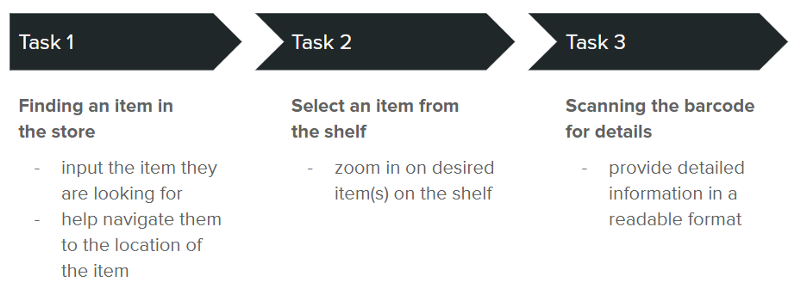 Task 1
Task 2
Task 3
Finding an item in
the store
- input the item they
are looking for
- help navigate them
to the location of
the item
Select an item from
the shelf
- zoom in on desired
item(s) on the shelf
Scanning the barcode
for details
- provide detailed
information in a
readable format